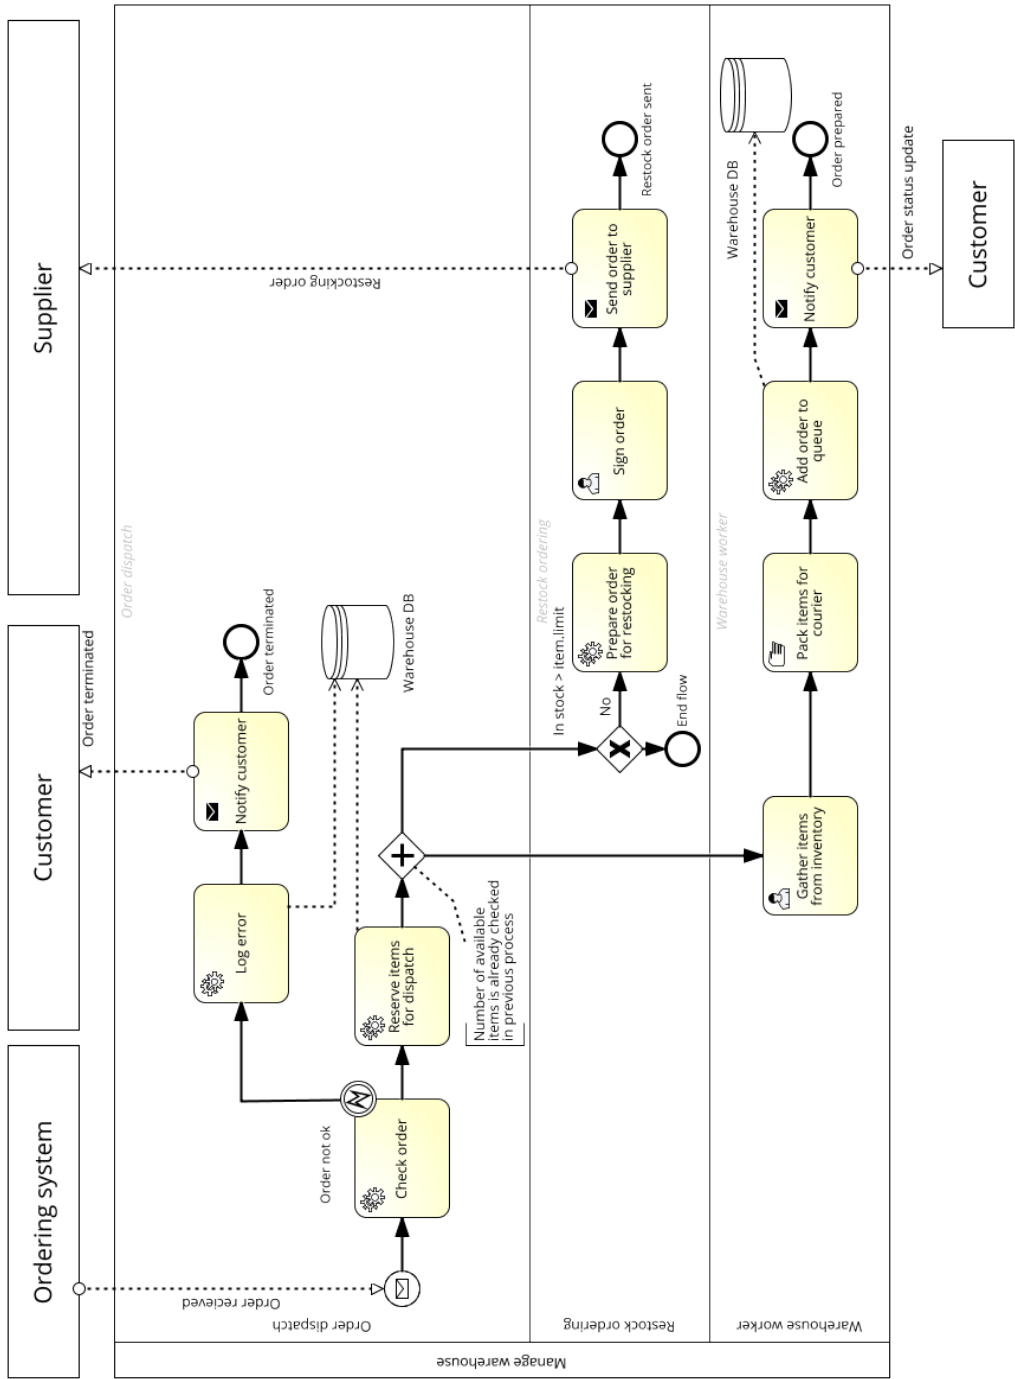 Ordering system
Customer
Supplier
Manage warehouse
Order dispatch
Order dispatch
Order recieved
Check order
Order not ok
Log error
Notify customer
Order terminated
Order terminated
Reserve items
for dispatch
Warehouse DB
Number of available
items is already checked
in previous process
Restock ordering
Restock ordering
In stock > item.limit
No
End flow
Prepare order
for restocking
Sign order
Send order to
supplier
Restocking order
Restock order sent
Warehouse worker
Warehouse worker
Gather items
from inventory
Pack items for
courier
Add order to
queue
Warehouse DB
Notify customer
Order prepared
Order status update
Customer